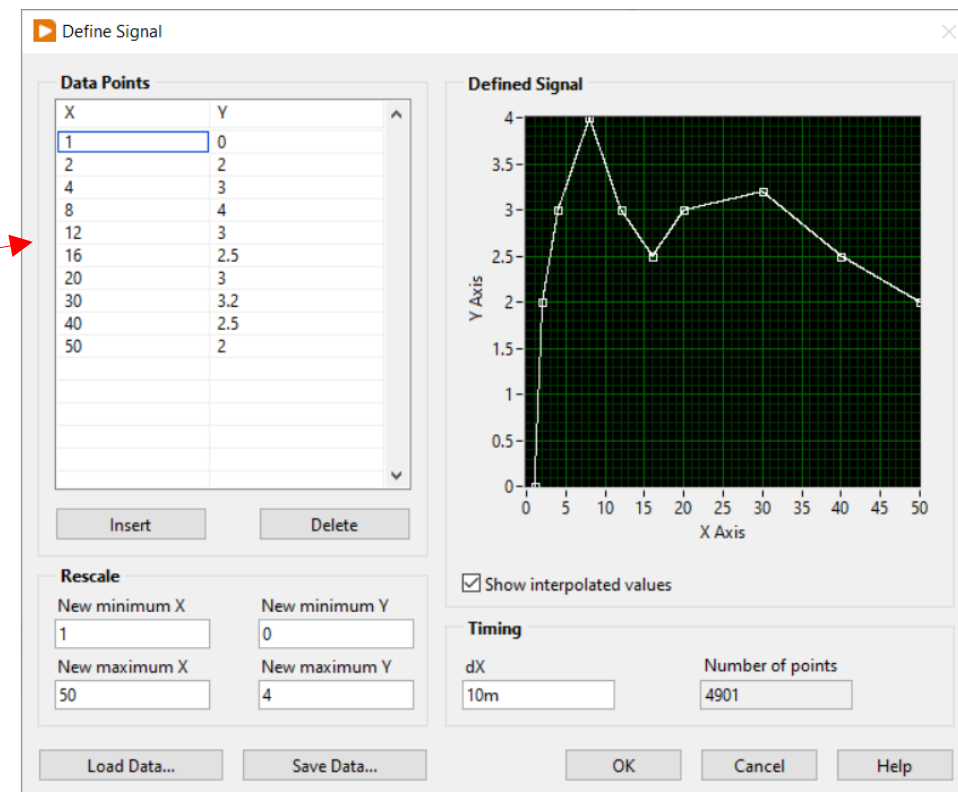 Define Signal
Data Points
X Y
1 0
2 2
4 3
8 4
12 3
16 2.5
20 3
30 3.2
40 2.5
50 2
Insert Delete
Rescale
New minimum X New minimum Y
1 0
New maximum X New maximum Y
50 4
Load Data... Save Data...
Defined Signal
4
3.5
3
2.5
2
1.5
1
0.5
0
Y Axis
0 5 10 15 20 25 30 35 40 45 50
X Axis
Show interpolated values
Timing
dX Number of points
10m 4901
OK Cancel Help